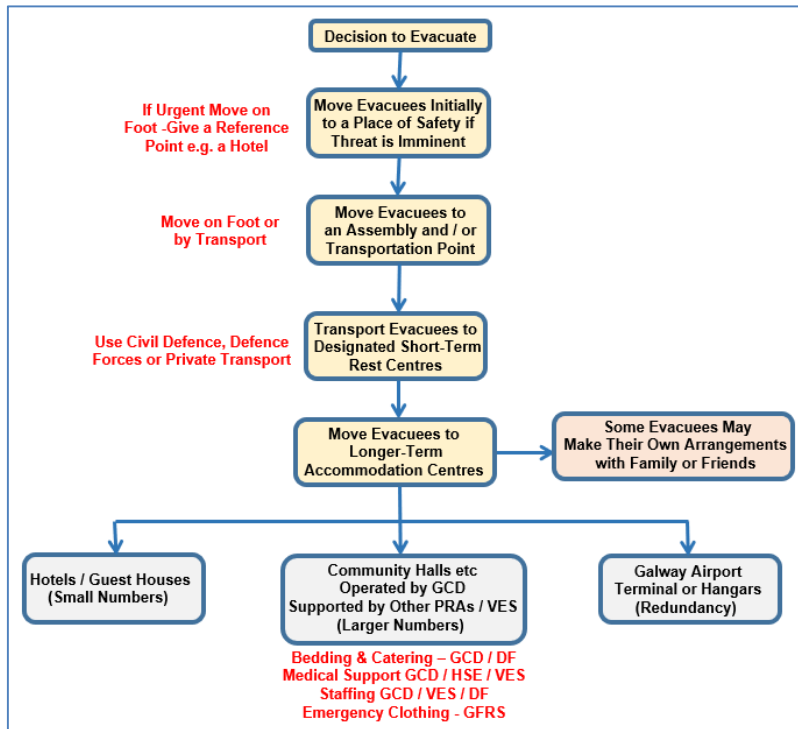 Decision to Evacuate
If Urgent Move on
Foot -Give a Reference
Point e.g. a Hotel
Move Evacuees Initially
to a Place of Safety if
Threat is Imminent
Move on Foot or
by Transport
Move Evacuees to
an Assembly and / or
Transportation Point
Use Civil Defence, Defence
Forces or Private Transport
Transport Evacuees to
Designated Short-Term
Rest Centres
Move Evacuees to
Longer-Term
Accommodation Centres
Some Evacuees May
Make Their Own Arrangements
with Family or Friends
Hotels / Guest Houses
(Small Numbers)
Community Halls etc
Operated by GCD
Supported by Other PRAs / VES
(Larger Numbers)
Galway Airport
Terminal or Hangars
(Redundancy)
Bedding & Catering – GCD / DF
Medical Support GCD / HSE / VES
Staffing GCD / VES / DF
Emergency Clothing - GFRS